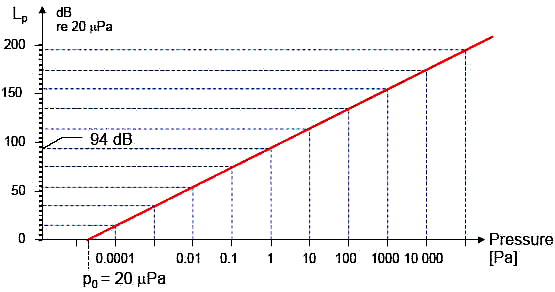 Lₚ dB
re 20 µPa
200
150
100
94 dB
50
0
0.0001 0.01 0.1 1 10 100 1000 10 000
Pressure
[Pa]
p₀ = 20 µPa